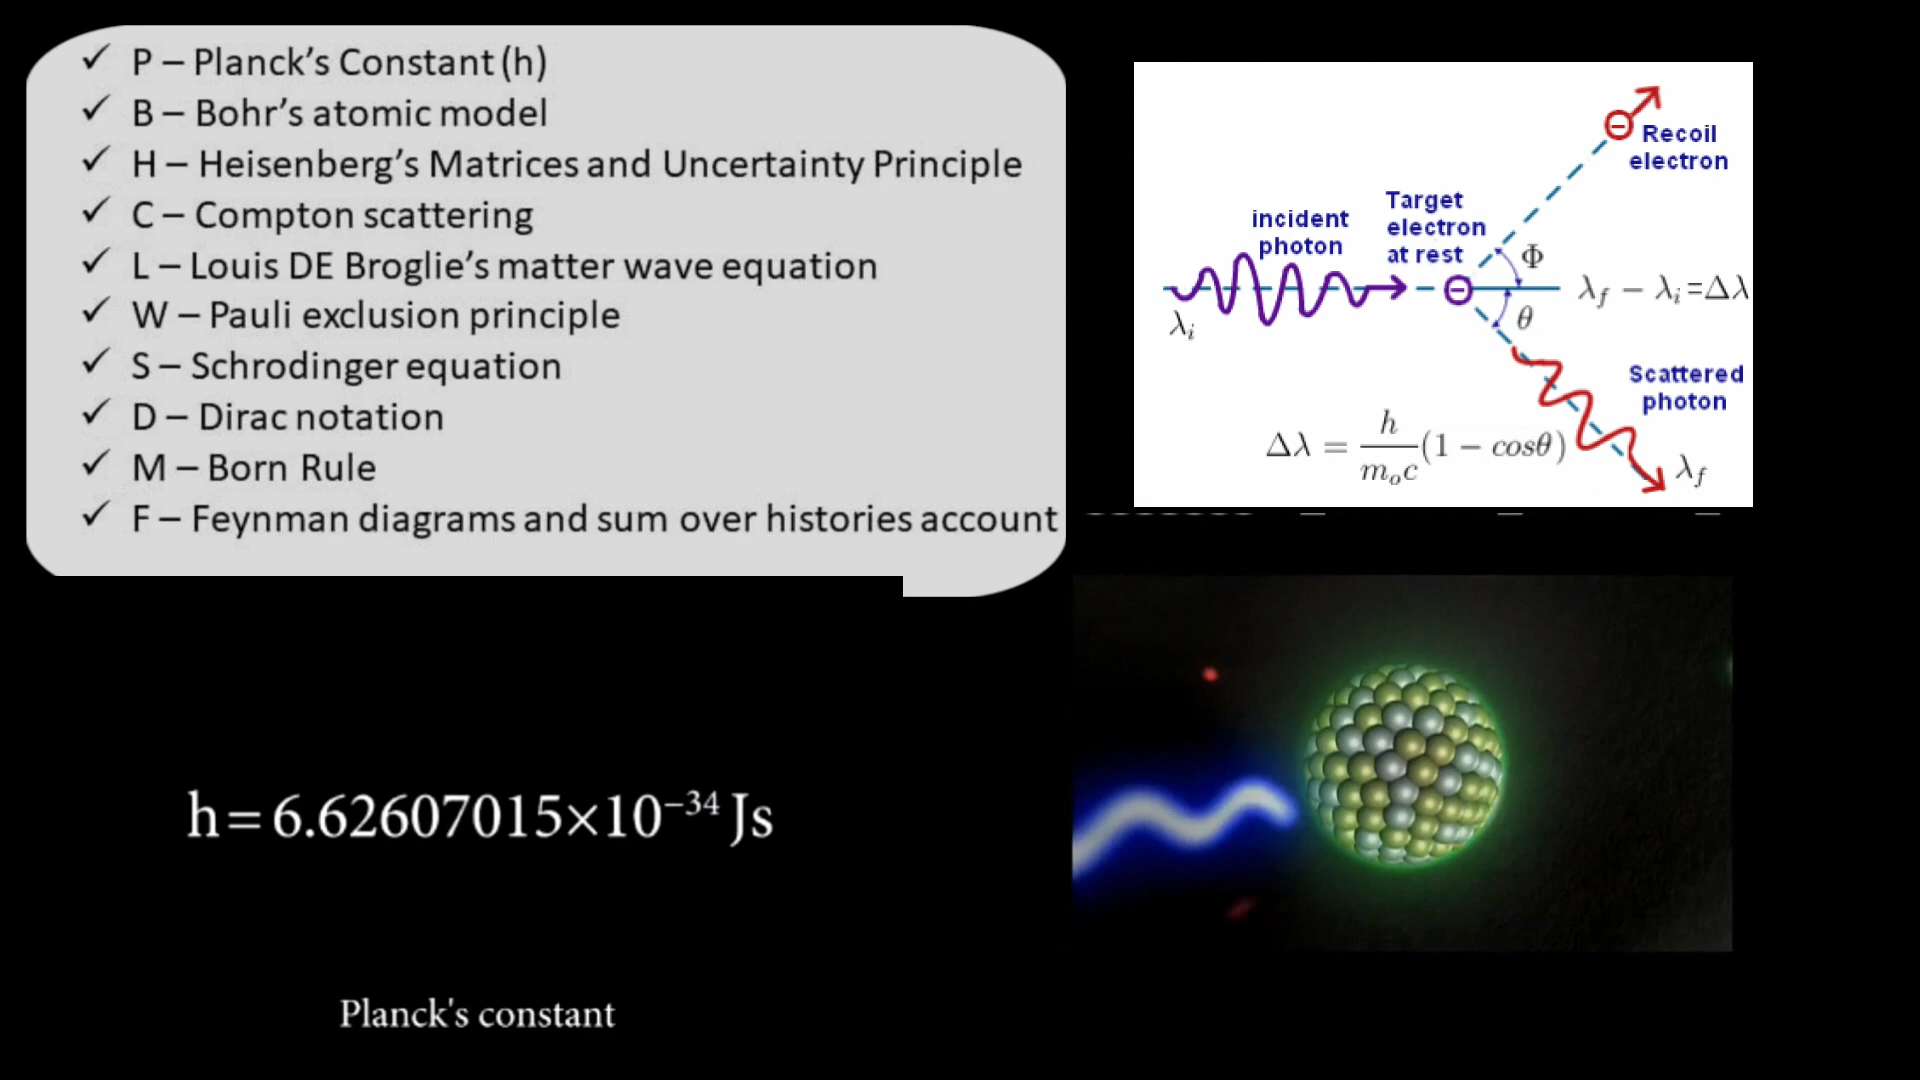 ✓ P – Planck's Constant (h)
✓ B – Bohr's atomic model
✓ H – Heisenberg's Matrices and Uncertainty Principle
✓ C – Compton scattering
✓ L – Louis DE Broglie's matter wave equation
✓ W – Pauli exclusion principle
✓ S – Schrodinger equation
✓ D – Dirac notation
✓ M – Born Rule
✓ F – Feynman diagrams and sum over histories account
Recoil
electron
Target
electron
at rest
incident
photon
Φ
λf − λi=Δλ
θ
λi
Scattered
photon
Δλ = h/(moc) (1 − cosθ)
λf
h = 6.62607015×10⁻³⁴ Js
Planck's constant